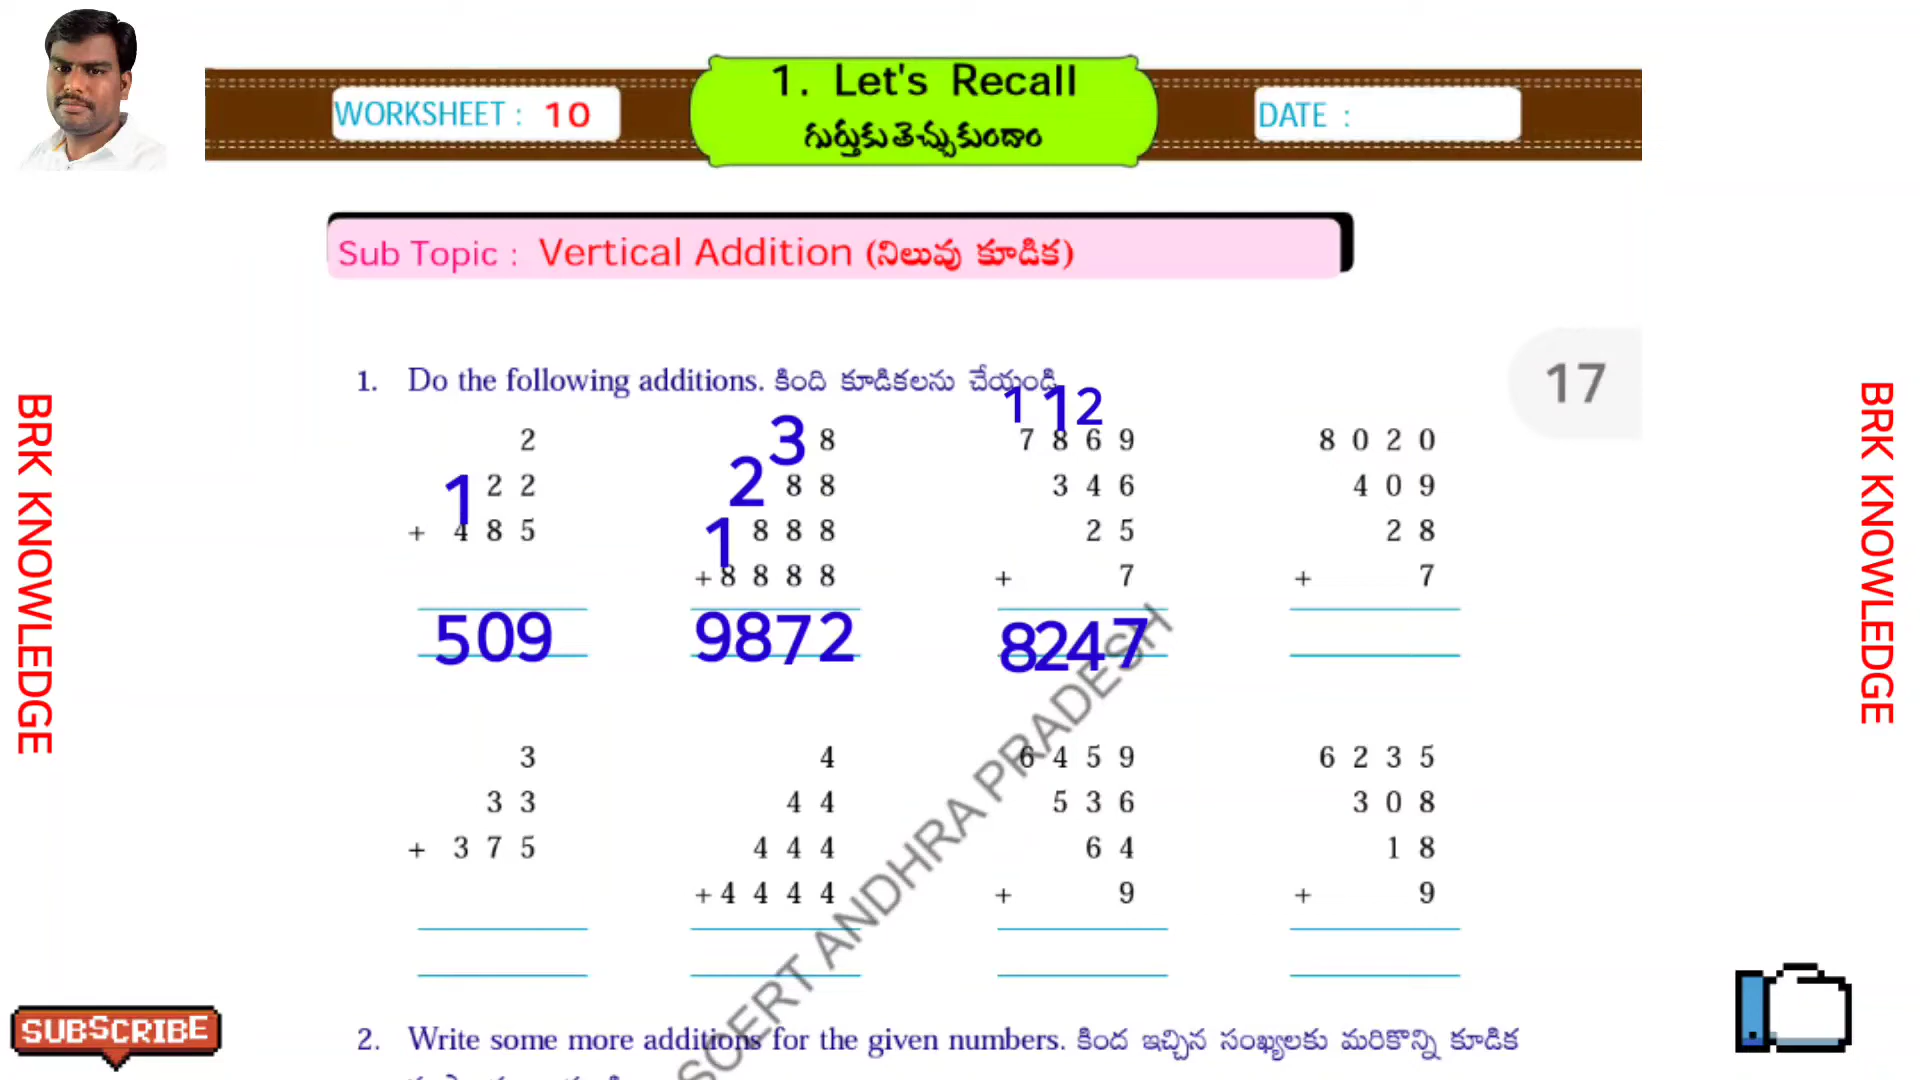 WORKSHEET : 10
1. Let's Recall
గుర్తుకు తెచ్చుకుందాం
DATE :
Sub Topic : Vertical Addition (నిలువు కూడిక)
17
1. Do the following additions. కింది కూడికలను చేయండి
1 1 2
2 3 8 7 8 6 9 8 0 2 0
1 2 2 2 8 8 3 4 6 4 0 9
+ 4 8 5 1 8 8 8 2 5 2 8
+ 8 8 8 8 + 7 + 7
509 9872 8247
3 4 6 4 5 9 6 2 3 5
3 3 4 4 5 3 6 3 0 8
+ 3 7 5 4 4 4 6 4 1 8
+ 4 4 4 4 + 9 + 9
2. Write some more additions for the given numbers. కింద ఇచ్చిన సంఖ్యలకు మరికొన్ని కూడిక
SCERT ANDHRA PRADESH
BRK KNOWLEDGE
BRK KNOWLEDGE
SUBSCRIBE